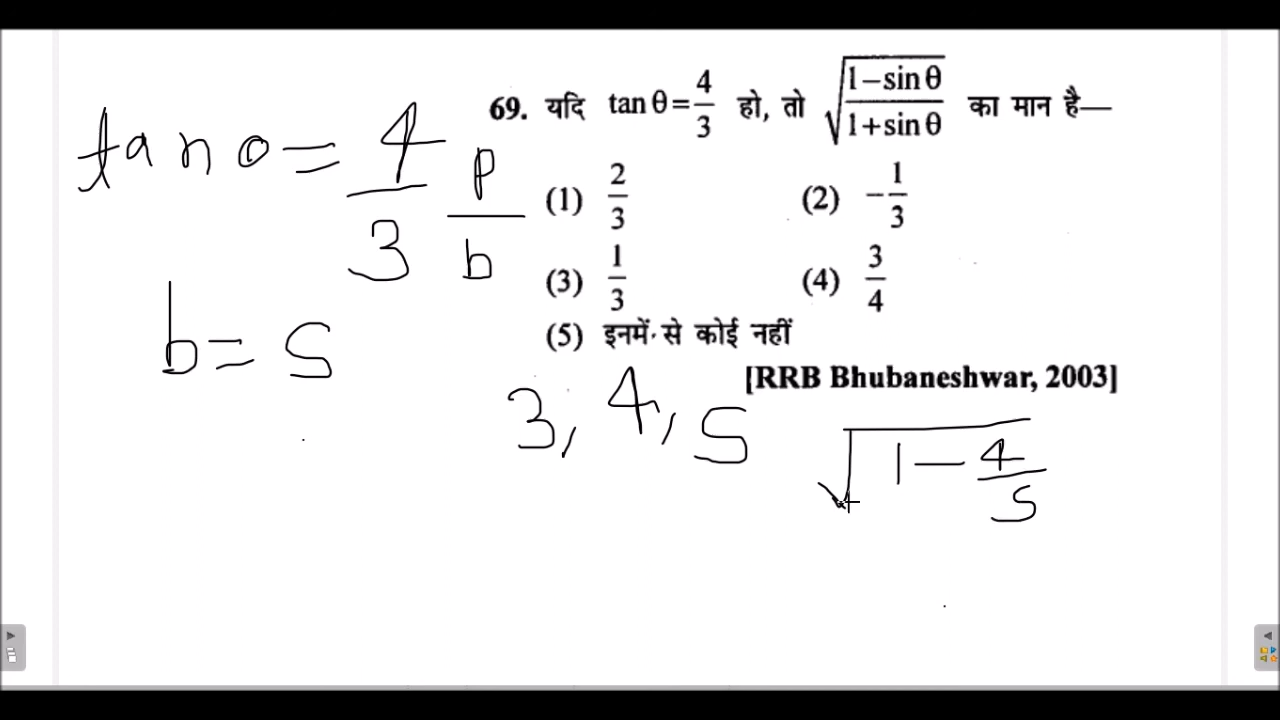 69. यदि tan θ = 4/3 हो, तो √((1−sin θ)/(1+sin θ)) का मान है—
(1) 2/3 (2) −1/3
(3) 1/3 (4) 3/4
(5) इनमें से कोई नहीं
[RRB Bhubaneshwar, 2003]
tan θ = 4/3 p/b
b = 5
3, 4, 5
√(1 − 4/5